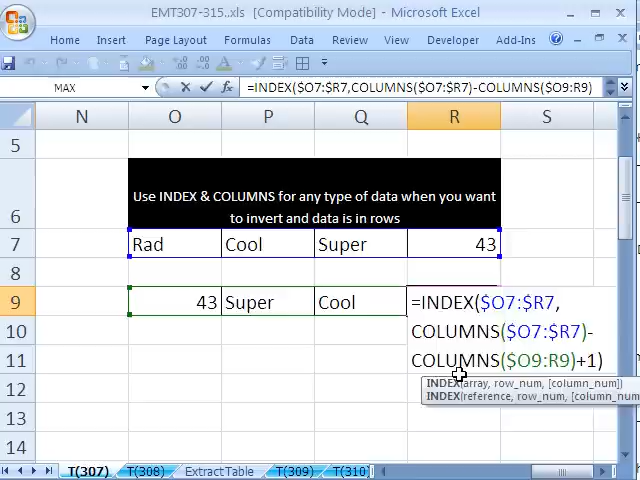 EMT307-315..xls [Compatibility Mode] - Microsoft Excel
Home Insert Page Layout Formulas Data Review View Developer Add-Ins
MAX =INDEX($O7:$R7,COLUMNS($O7:$R7)-COLUMNS($O9:R9)
N O P Q R S
5
Use INDEX & COLUMNS for any type of data when you want
6 to invert and data is in rows
7 Rad Cool Super 43
8
9 43 Super Cool =INDEX($O7:$R7,
10 COLUMNS($O7:$R7)-
11 COLUMNS($O9:R9)+1)
INDEX(array, row_num, [column_num])
12 INDEX(reference, row_num, [column_num
13
14
T(307) T(308) ExtractTable T(309) T(310)